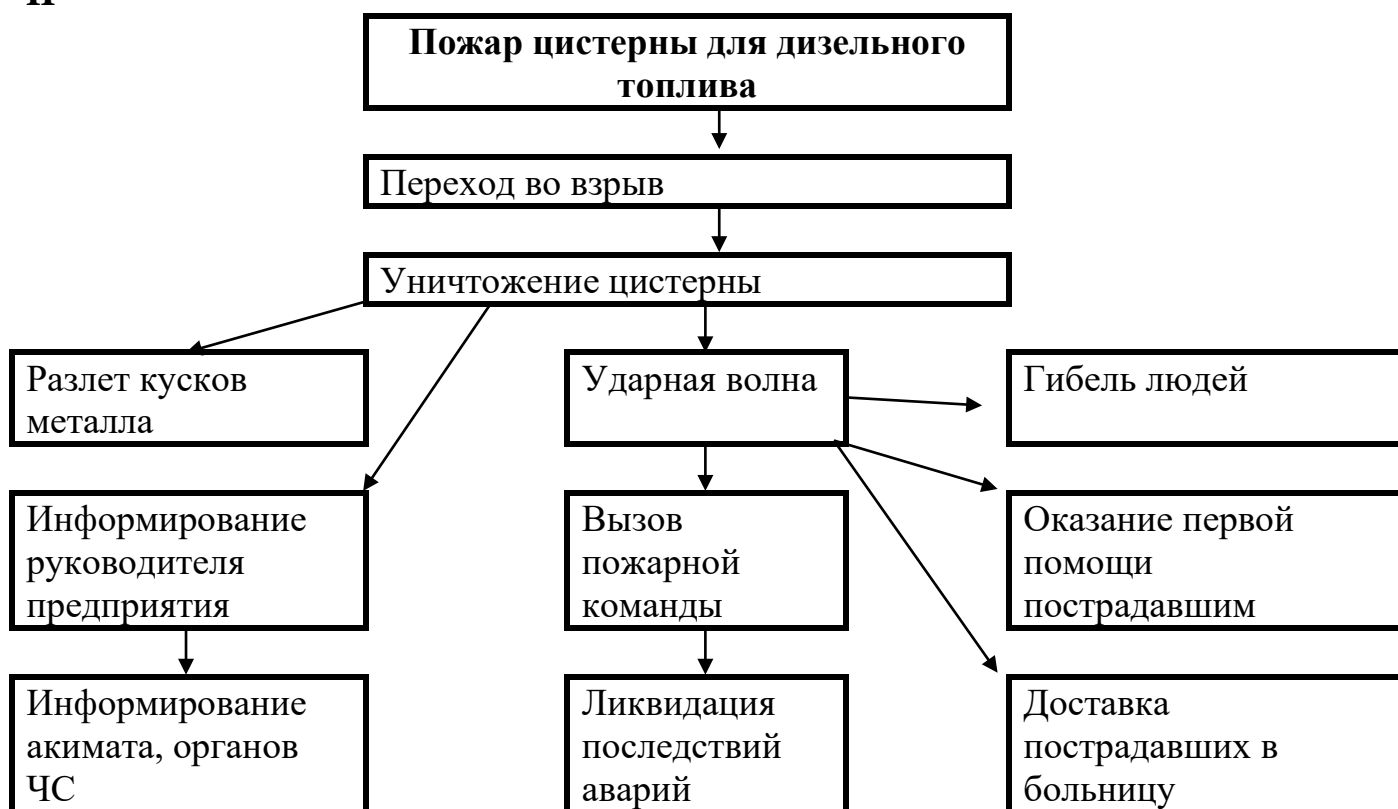 Пожар цистерны для дизельного
топлива
Переход во взрыв
Уничтожение цистерны
Разлет кусков
металла
Ударная волна
Гибель людей
Информирование
руководителя
предприятия
Вызов
пожарной
команды
Оказание первой
помощи
пострадавшим
Информирование
акимата, органов
ЧС
Ликвидация
последствий
аварий
Доставка
пострадавших в
больницу